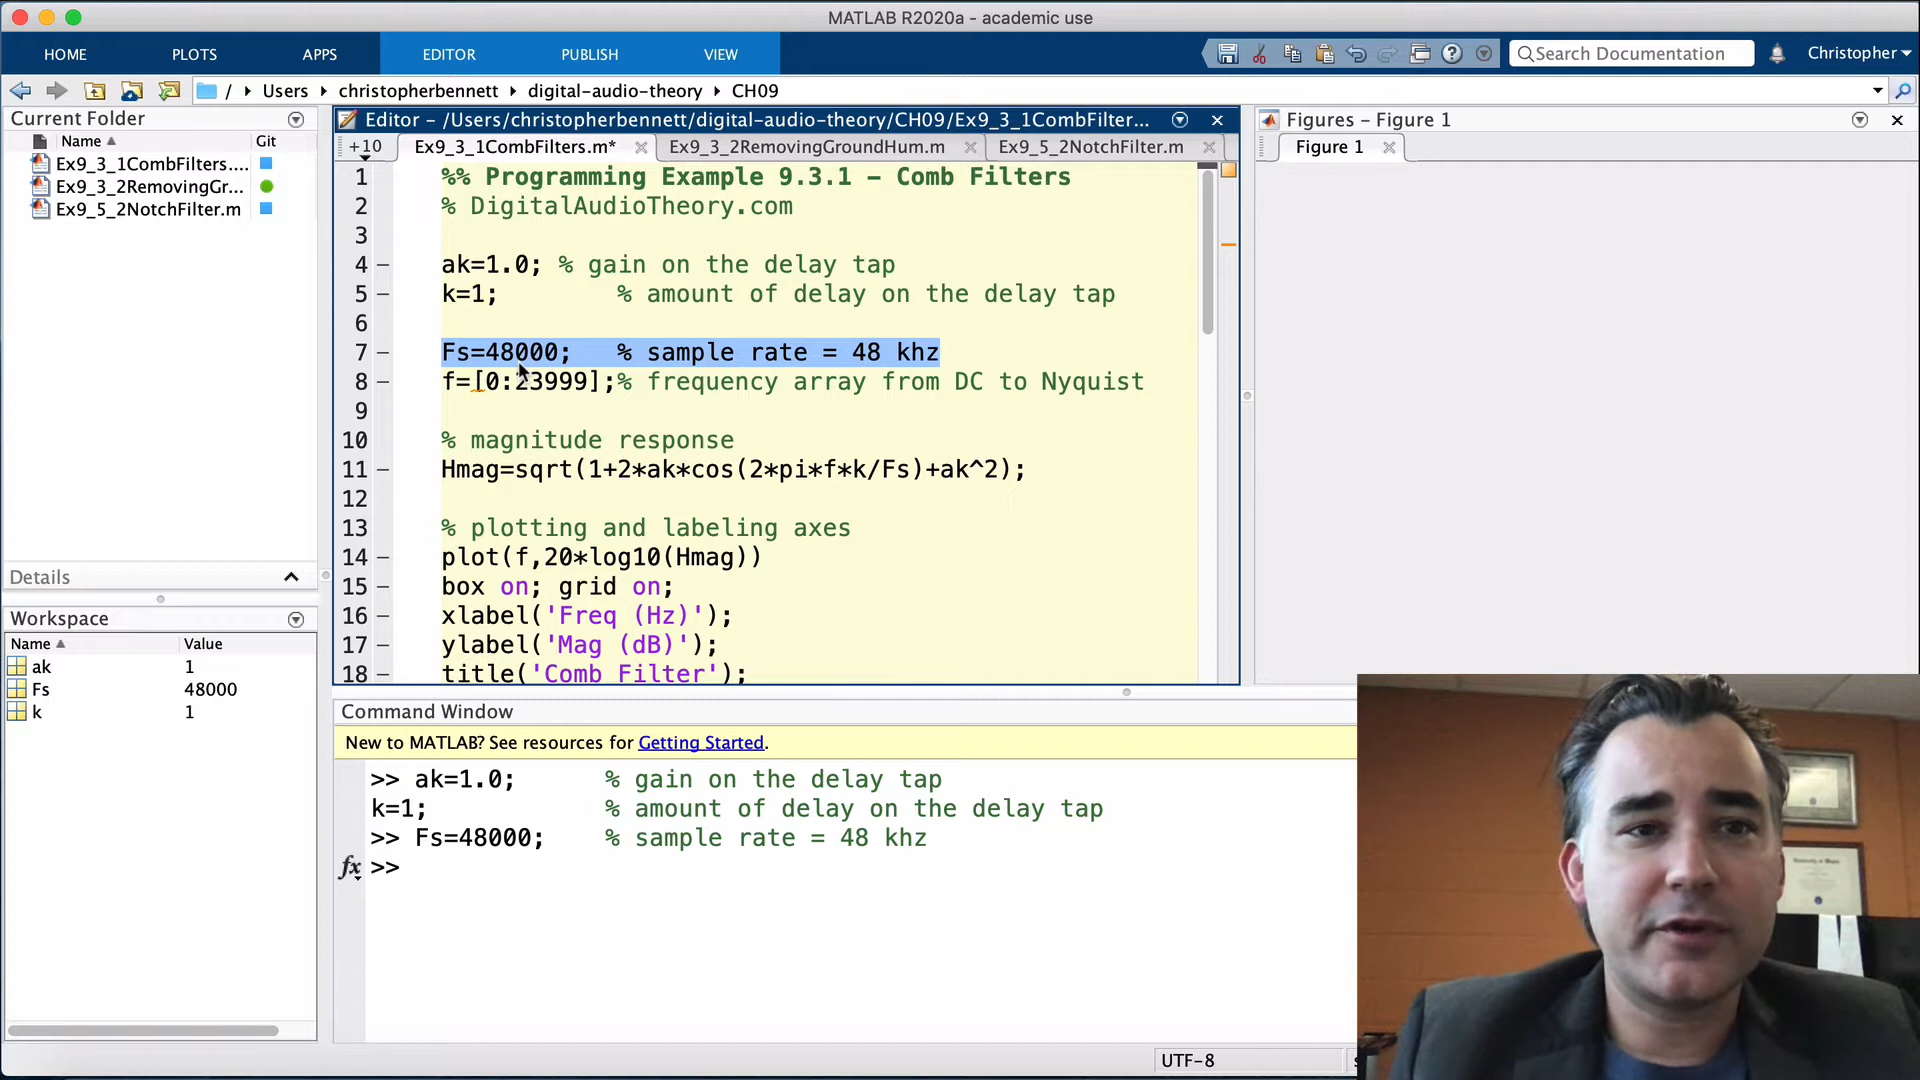 MATLAB R2020a - academic use
HOME PLOTS APPS EDITOR PUBLISH VIEW Search Documentation Christopher
/ Users christopherbennett digital-audio-theory CH09
Current Folder
Name Git
Ex9_3_1CombFilters....
Ex9_3_2RemovingGr...
Ex9_5_2NotchFilter.m
Details
Workspace
Name Value
ak 1
Fs 48000
k 1
Editor - /Users/christopherbennett/digital-audio-theory/CH09/Ex9_3_1CombFilter...
+10 Ex9_3_1CombFilters.m* Ex9_3_2RemovingGroundHum.m Ex9_5_2NotchFilter.m
1 %% Programming Example 9.3.1 - Comb Filters
2 % DigitalAudioTheory.com
3
4 - ak=1.0; % gain on the delay tap
5 - k=1; % amount of delay on the delay tap
6
7 - Fs=48000; % sample rate = 48 khz
8 - f=[0:23999];% frequency array from DC to Nyquist
9
10 % magnitude response
11 - Hmag=sqrt(1+2*ak*cos(2*pi*f*k/Fs)+ak^2);
12
13 % plotting and labeling axes
14 - plot(f,20*log10(Hmag))
15 - box on; grid on;
16 - xlabel('Freq (Hz)');
17 - ylabel('Mag (dB)');
18 - title('Comb Filter');
Figures - Figure 1
Figure 1
Command Window
New to MATLAB? See resources for Getting Started.
>> ak=1.0; % gain on the delay tap
k=1; % amount of delay on the delay tap
>> Fs=48000; % sample rate = 48 khz
fx >>
UTF-8